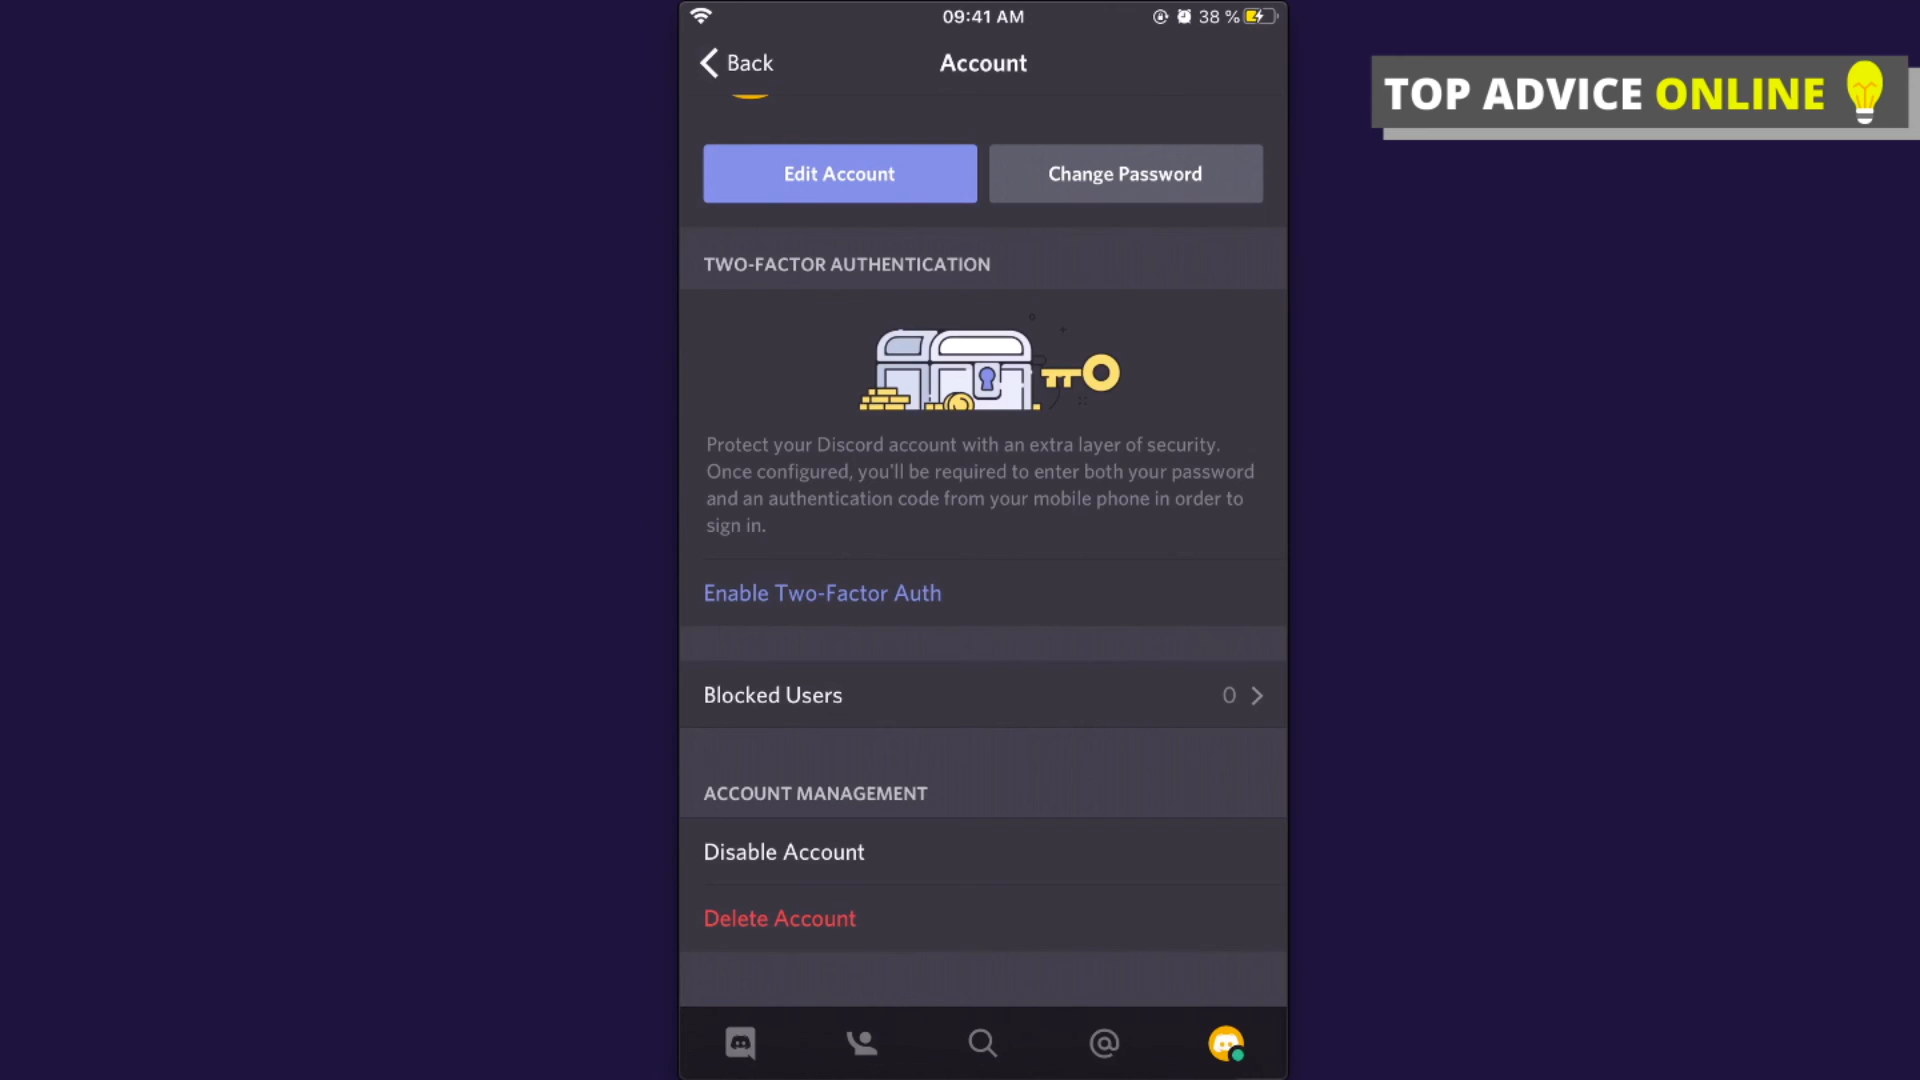 09:41 AM
38 %
Back
Account
TOP ADVICE ONLINE
Edit Account
Change Password
TWO-FACTOR AUTHENTICATION
Protect your Discord account with an extra layer of security.
Once configured, you'll be required to enter both your password
and an authentication code from your mobile phone in order to
sign in.
Enable Two-Factor Auth
Blocked Users
0
ACCOUNT MANAGEMENT
Disable Account
Delete Account